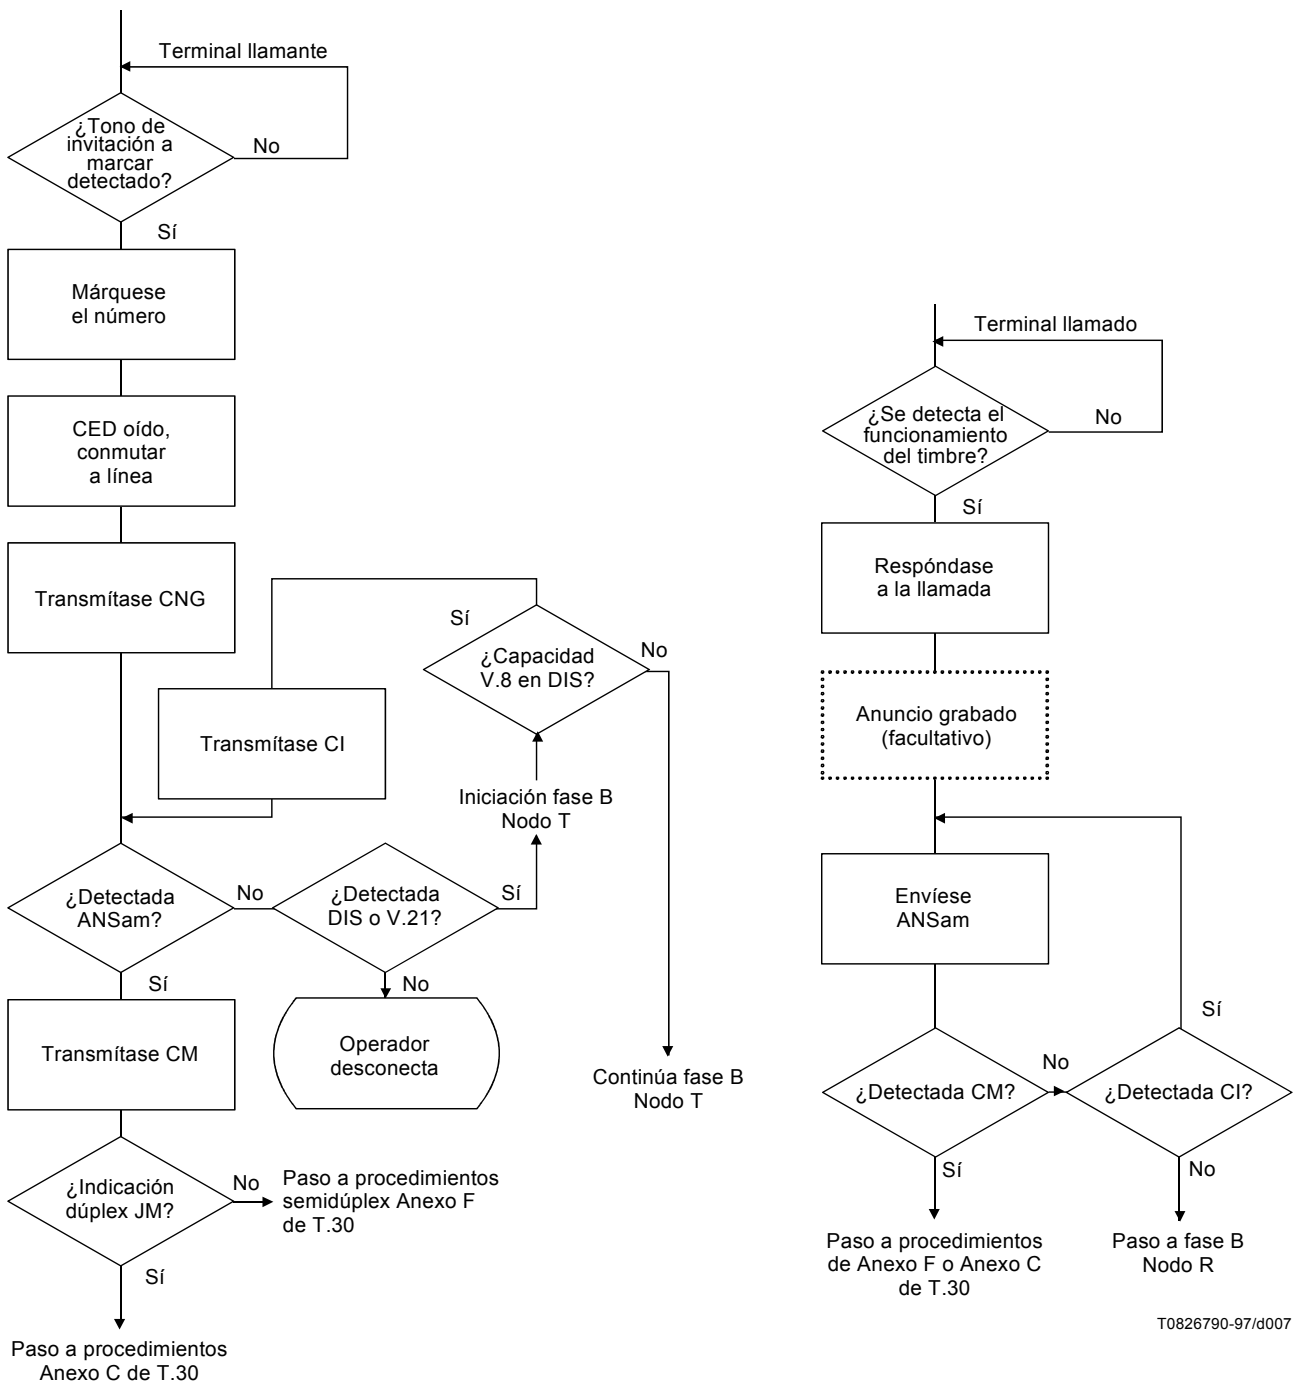 Terminal llamante
¿Tono de
invitación a
marcar
detectado?
No
Sí
Márquese
el número
CED oído,
conmutar
a línea
Transmítase CNG
Sí
¿Capacidad
V.8 en DIS?
No
Transmítase CI
Iniciación fase B
Nodo T
¿Detectada
ANSam?
No
¿Detectada
DIS o V.21?
Sí
Sí
No
Transmítase CM
Operador
desconecta
Continúa fase B
Nodo T
¿Indicación
dúplex JM?
No
Paso a procedimientos
semidúplex Anexo F
de T.30
Sí
Paso a procedimientos
Anexo C de T.30
Terminal llamado
¿Se detecta el
funcionamiento
del timbre?
No
Sí
Respóndase
a la llamada
Anuncio grabado
(facultativo)
Envíese
ANSam
Sí
¿Detectada CM?
No
¿Detectada CI?
Sí
No
Paso a procedimientos
de Anexo F o Anexo C
de T.30
Paso a fase B
Nodo R
T0826790-97/d007